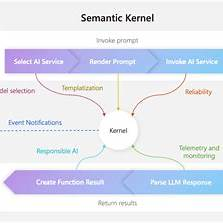 Semantic Kernel
Invoke prompt
Select AI Service
Render Prompt
Invoke AI Service
del selection
Templatization
Reliability
Event Notifications
Kernel
Responsible AI
Telemetry and
monitoring
Create Function Result
Parse LLM Response
Return results